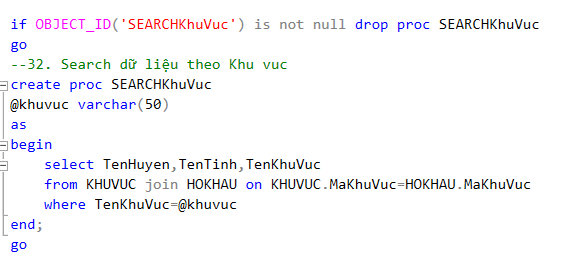 if OBJECT_ID('SEARCHKhuVuc') is not null drop proc SEARCHKhuVuc
go
--32. Search dữ liệu theo Khu vuc
create proc SEARCHKhuVuc
@khuvuc varchar(50)
as
begin
    select TenHuyen,TenTinh,TenKhuVuc
    from KHUVUC join HOKHAU on KHUVUC.MaKhuVuc=HOKHAU.MaKhuVuc
    where TenKhuVuc=@khuvuc
end;
go